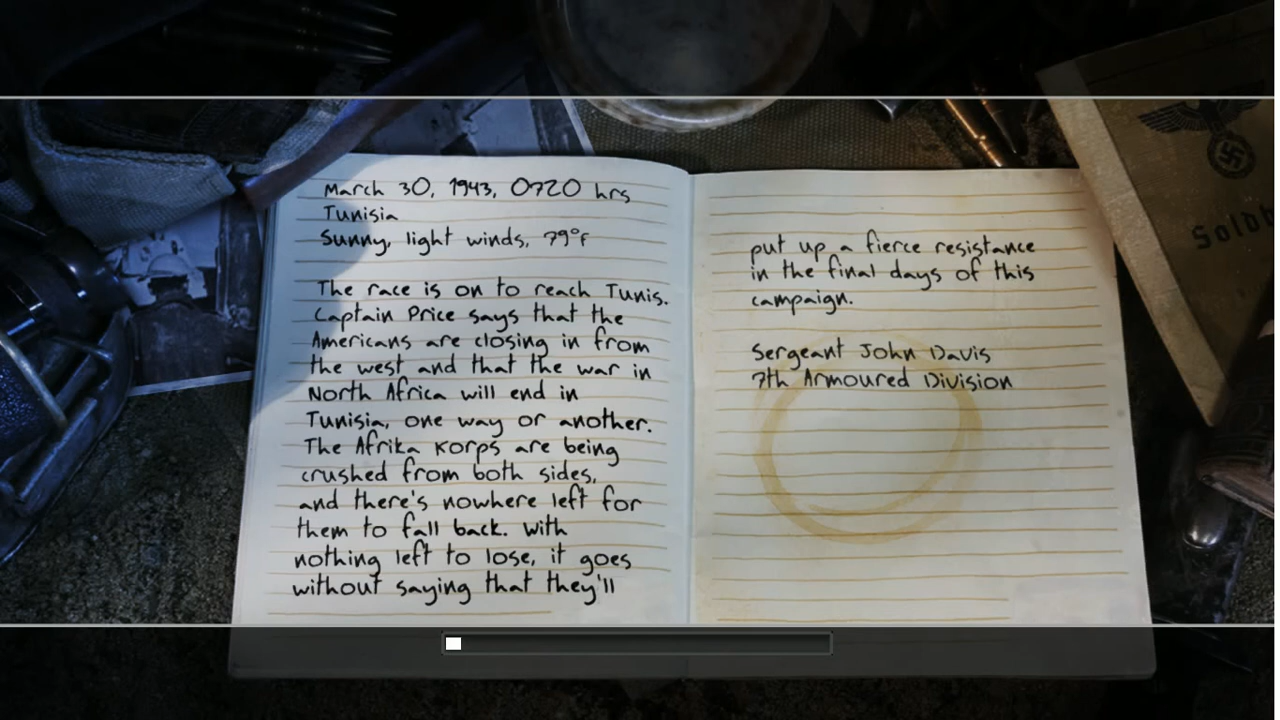 March 30, 1943, 0720 hrs
Tunisia
Sunny, light winds, 79°F
The race is on to reach Tunis.
Captain Price says that the
Americans are closing in from
the west and that the war in
North Africa will end in
Tunisia, one way or another.
The Afrika Korps are being
crushed from both sides,
and there's nowhere left for
them to fall back. With
nothing left to lose, it goes
without saying that they'll
put up a fierce resistance
in the final days of this
campaign.
Sergeant John Davis
7th Armoured Division
Soldb